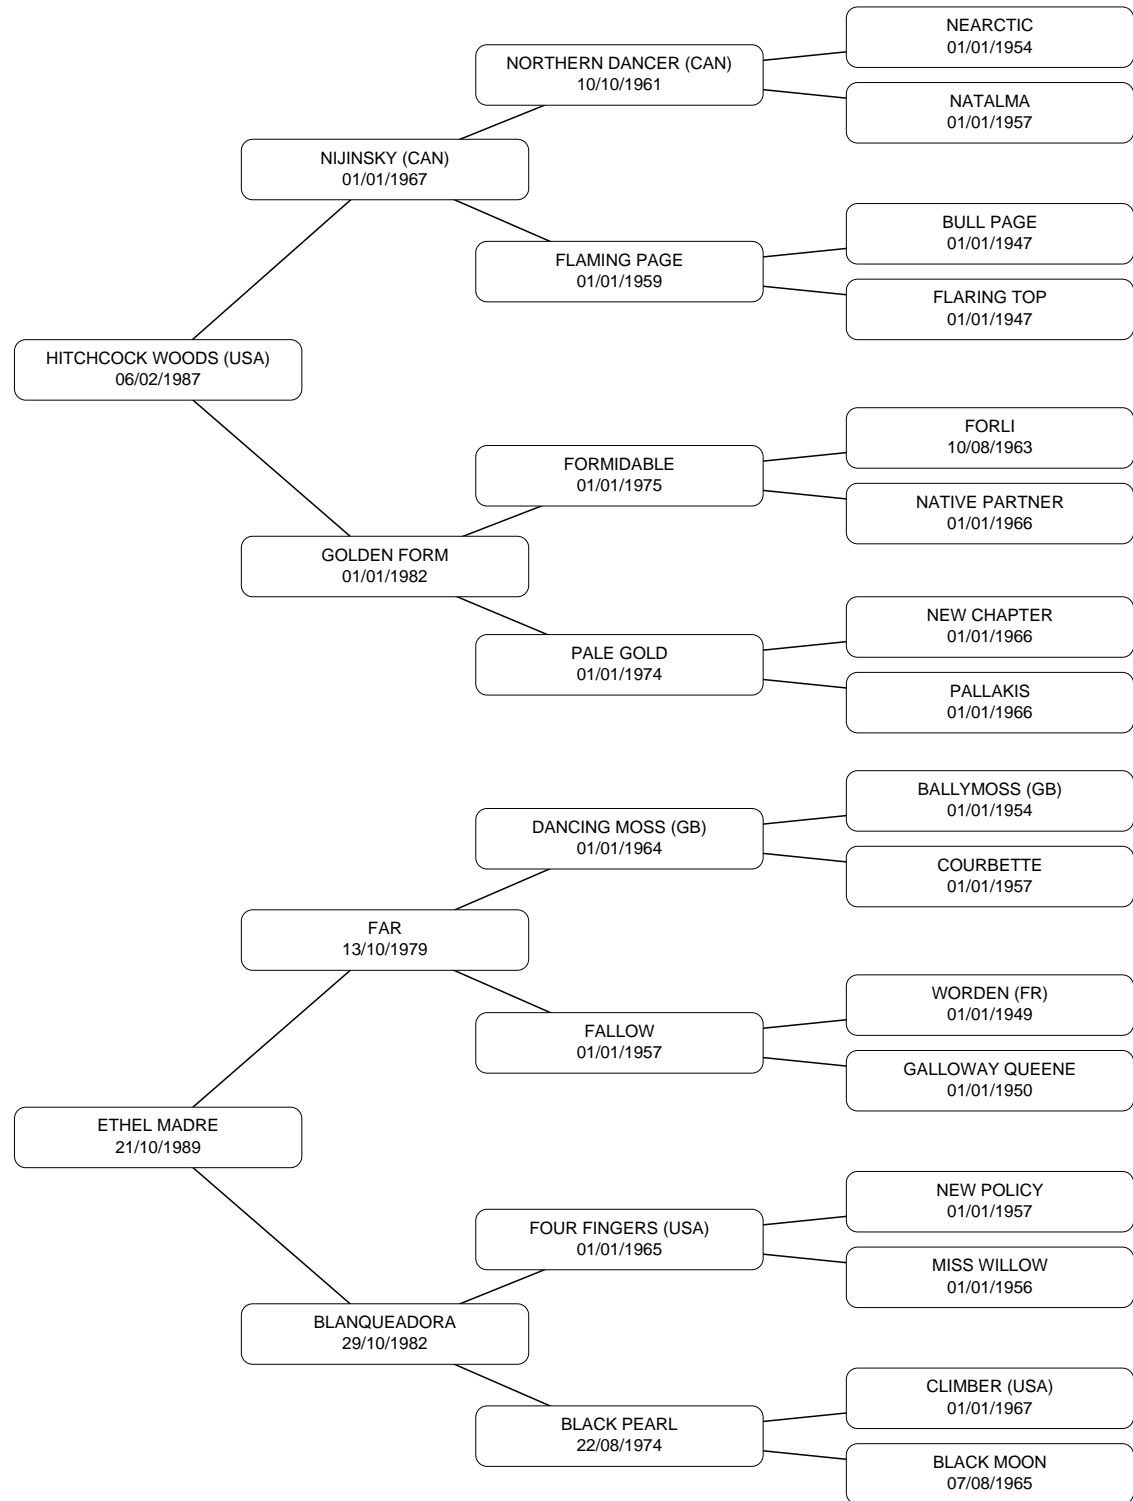 NEARCTIC
01/01/1954
NORTHERN DANCER (CAN)
10/10/1961
NATALMA
01/01/1957
NIJINSKY (CAN)
01/01/1967
BULL PAGE
01/01/1947
FLAMING PAGE
01/01/1959
FLARING TOP
01/01/1947
HITCHCOCK WOODS (USA)
06/02/1987
FORLI
10/08/1963
FORMIDABLE
01/01/1975
NATIVE PARTNER
01/01/1966
GOLDEN FORM
01/01/1982
NEW CHAPTER
01/01/1966
PALE GOLD
01/01/1974
PALLAKIS
01/01/1966
BALLYMOSS (GB)
01/01/1954
DANCING MOSS (GB)
01/01/1964
COURBETTE
01/01/1957
FAR
13/10/1979
WORDEN (FR)
01/01/1949
FALLOW
01/01/1957
GALLOWAY QUEENE
01/01/1950
ETHEL MADRE
21/10/1989
NEW POLICY
01/01/1957
FOUR FINGERS (USA)
01/01/1965
MISS WILLOW
01/01/1956
BLANQUEADORA
29/10/1982
CLIMBER (USA)
01/01/1967
BLACK PEARL
22/08/1974
BLACK MOON
07/08/1965